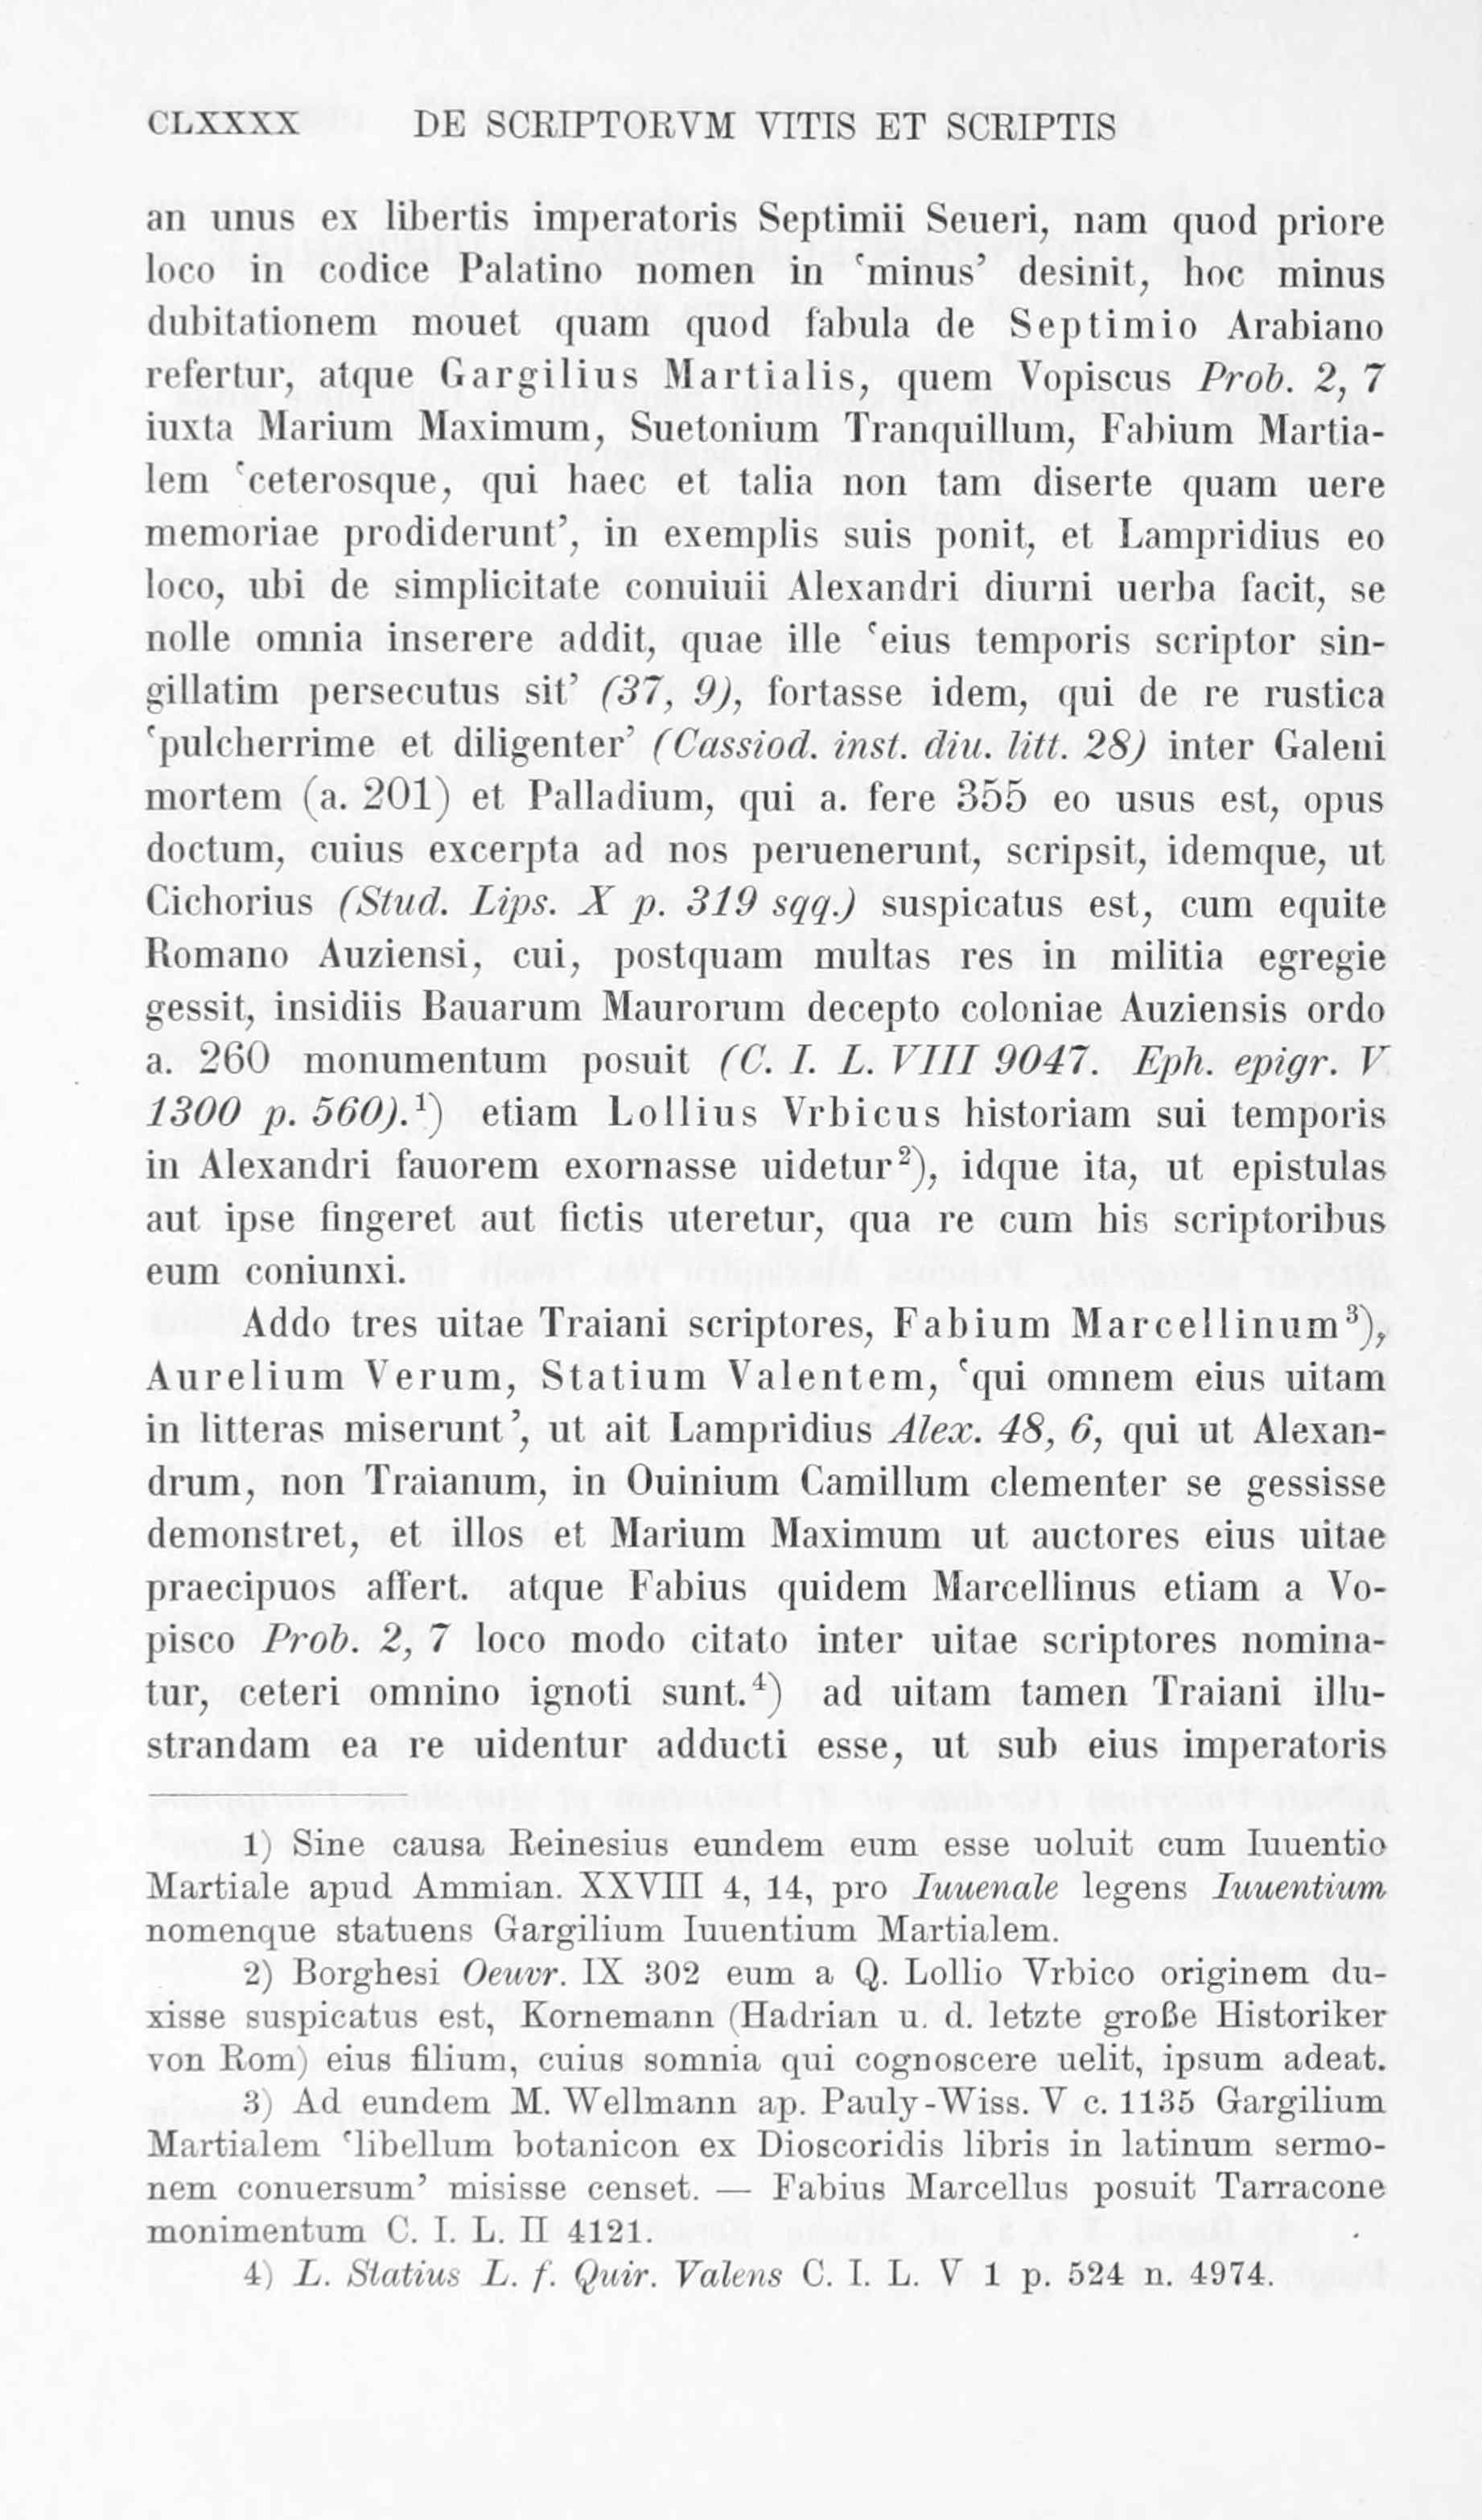 CLXXXX DE SCRIPTORVM VITIS ET SCRIPTIS
an unus ex libertis imperatoris Septimii Seueri, nam quod priore
loco in codice Palatino nomen in ‘minus’ desinit, hoc minus
dubitationem mouet quam quod fabula de Septimio Arabiano
refertur, atque Gargilius Martialis, quem Vopiscus Prob. 2, 7
iuxta Marium Maximum, Suetonium Tranquillum, Fabium Martia-
lem ‘ceterosque, qui haec et talia non tam diserte quam uere
memoriae prodiderunt’, in exemplis suis ponit, et Lampridius eo
loco, ubi de simplicitate conuiuii Alexandri diurni uerba facit, se
nolle omnia inserere addit, quae ille ‘eius temporis scriptor sin-
gillatim persecutus sit’ (37, 9), fortasse idem, qui de re rustica
‘pulcherrime et diligenter’ (Cassiod. inst. diu. litt. 28) inter Galeni
mortem (a. 201) et Palladium, qui a. fere 355 eo usus est, opus
doctum, cuius excerpta ad nos peruenerunt, scripsit, idemque, ut
Cichorius (Stud. Lips. X p. 319 sqq.) suspicatus est, cum equite
Romano Auziensi, cui, postquam multas res in militia egregie
gessit, insidiis Bauarum Maurorum decepto coloniae Auziensis ordo
a. 260 monumentum posuit (C. I. L. VIII 9047. Eph. epigr. V
1300 p. 560).¹) etiam Lollius Vrbicus historiam sui temporis
in Alexandri fauorem exornasse uidetur²), idque ita, ut epistulas
aut ipse fingeret aut fictis uteretur, qua re cum his scriptoribus
eum coniunxi.
Addo tres uitae Traiani scriptores, Fabium Marcellinum³),
Aurelium Verum, Statium Valentem, ‘qui omnem eius uitam
in litteras miserunt’, ut ait Lampridius Alex. 48, 6, qui ut Alexan-
drum, non Traianum, in Ouinium Camillum clementer se gessisse
demonstret, et illos et Marium Maximum ut auctores eius uitae
praecipuos affert. atque Fabius quidem Marcellinus etiam a Vo-
pisco Prob. 2, 7 loco modo citato inter uitae scriptores nomina-
tur, ceteri omnino ignoti sunt.⁴) ad uitam tamen Traiani illu-
strandam ea re uidentur adducti esse, ut sub eius imperatoris
1) Sine causa Reinesius eundem eum esse uoluit cum Iuuentio
Martiale apud Ammian. XXVIII 4, 14, pro Iuuenale legens Iuuentium
nomenque statuens Gargilium Iuuentium Martialem.
2) Borghesi Oeuvr. IX 302 eum a Q. Lollio Vrbico originem du-
xisse suspicatus est, Kornemann (Hadrian u. d. letzte große Historiker
von Rom) eius filium, cuius somnia qui cognoscere uelit, ipsum adeat.
3) Ad eundem M. Wellmann ap. Pauly-Wiss. V c. 1135 Gargilium
Martialem ‘libellum botanicon ex Dioscoridis libris in latinum sermo-
nem conuersum’ misisse censet. — Fabius Marcellus posuit Tarracone
monimentum C. I. L. II 4121.
4) L. Statius L. f. Quir. Valens C. I. L. V 1 p. 524 n. 4974.